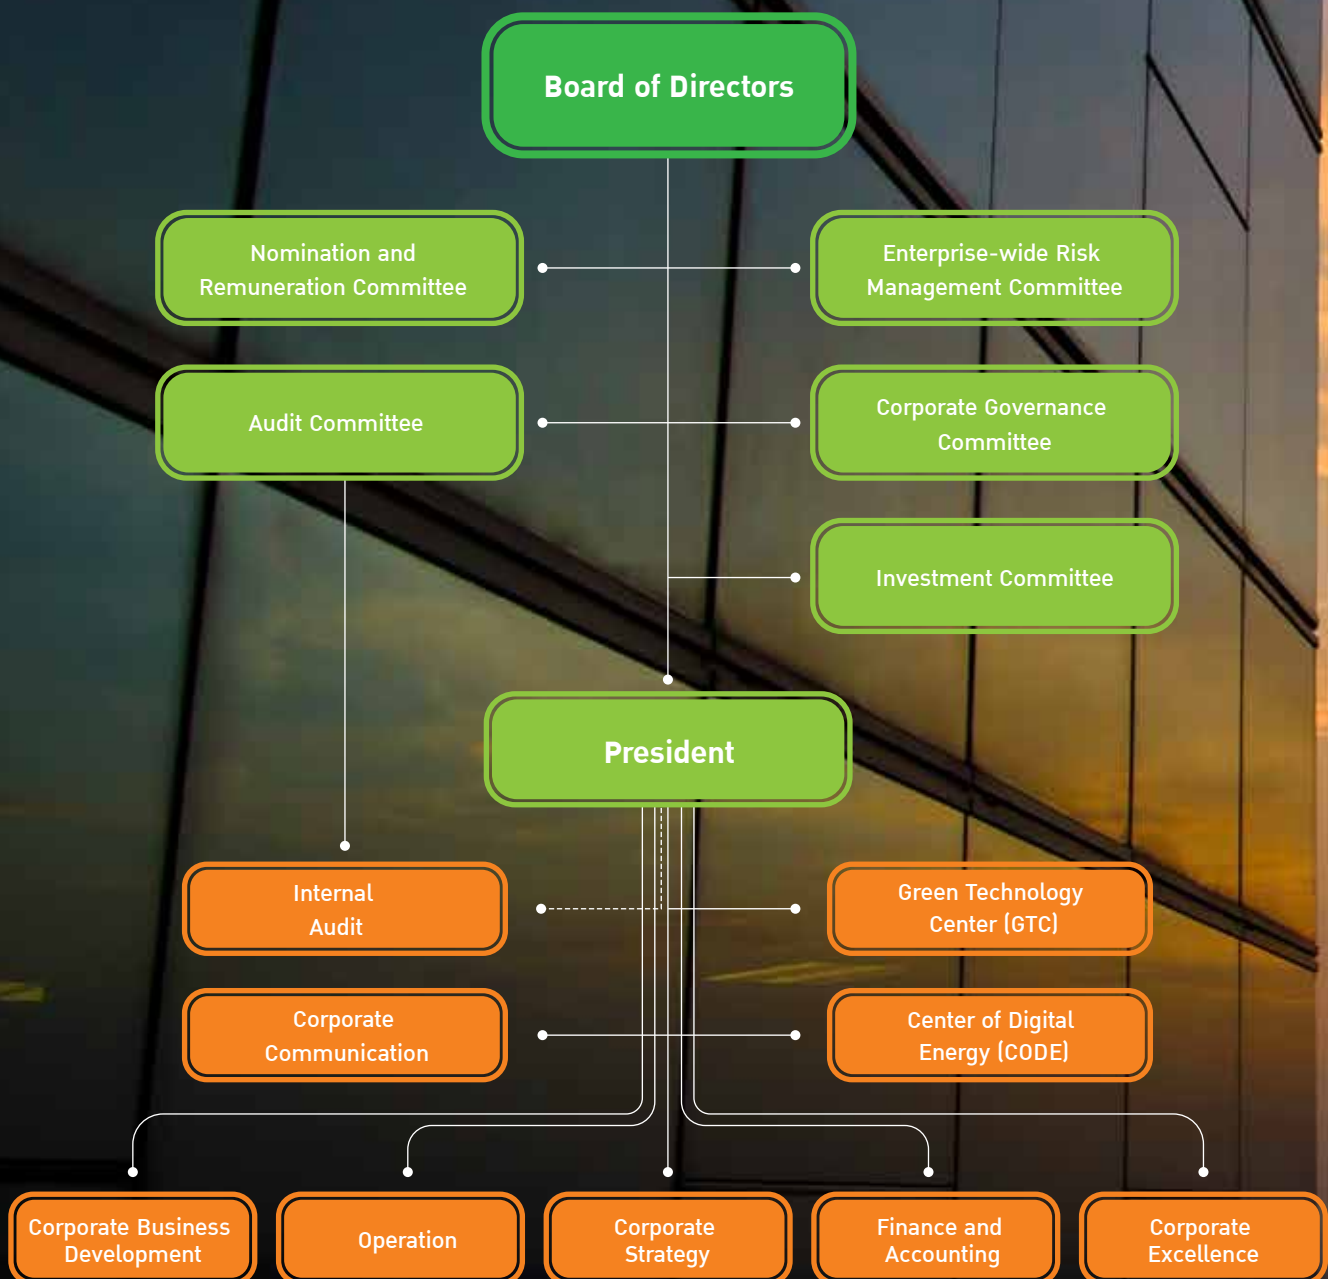 Board of Directors
Nomination and
Remuneration Committee
Enterprise-wide Risk
Management Committee
Audit Committee
Corporate Governance
Committee
Investment Committee
President
Internal
Audit
Green Technology
Center (GTC)
Corporate
Communication
Center of Digital
Energy (CODE)
Corporate Business
Development
Operation
Corporate
Strategy
Finance and
Accounting
Corporate
Excellence